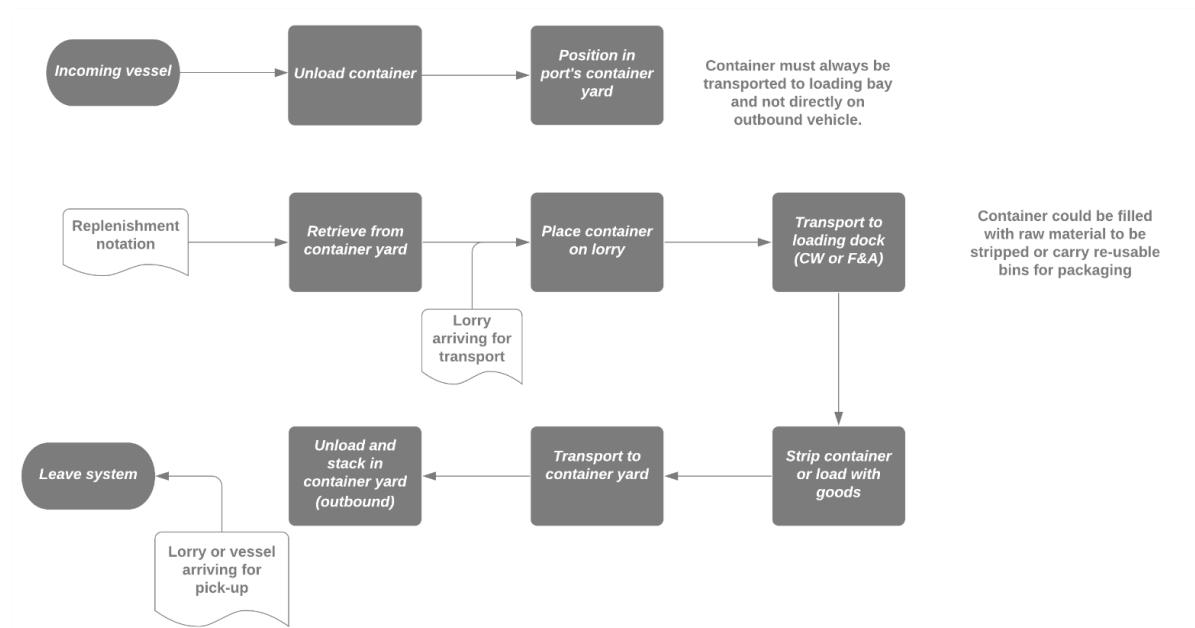 Incoming vessel
Unload container
Position in
port's container
yard
Container must always be
transported to loading bay
and not directly on
outbound vehicle.
Replenishment
notation
Retrieve from
container yard
Place container
on lorry
Transport to
loading dock
(CW or F&A)
Container could be filled
with raw material to be
stripped or carry re-usable
bins for packaging
Lorry
arriving for
transport
Leave system
Unload and
stack in
container yard
(outbound)
Transport to
container yard
Strip container
or load with
goods
Lorry or vessel
arriving for
pick-up